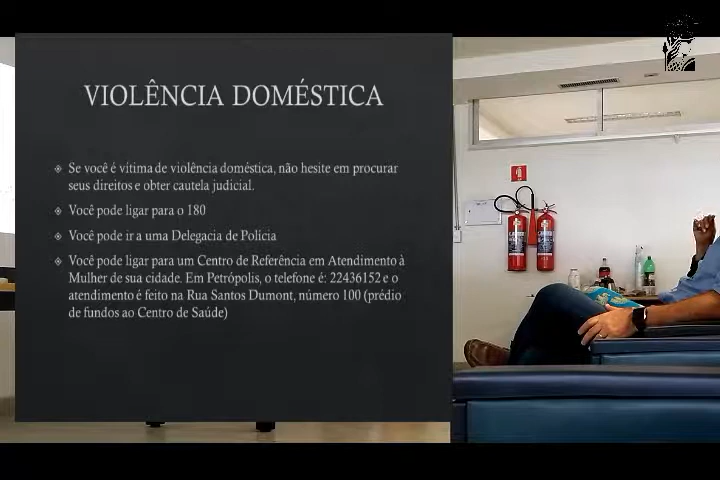 VIOLÊNCIA DOMÉSTICA
Se você é vítima de violência doméstica, não hesite em procurar
seus direitos e obter cautela judicial.
Você pode ligar para o 180
Você pode ir a uma Delegacia de Polícia
Você pode ligar para um Centro de Referência em Atendimento à
Mulher de sua cidade. Em Petrópolis, o telefone é: 22436152 e o
atendimento é feito na Rua Santos Dumont, número 100 (prédio
de fundos ao Centro de Saúde)